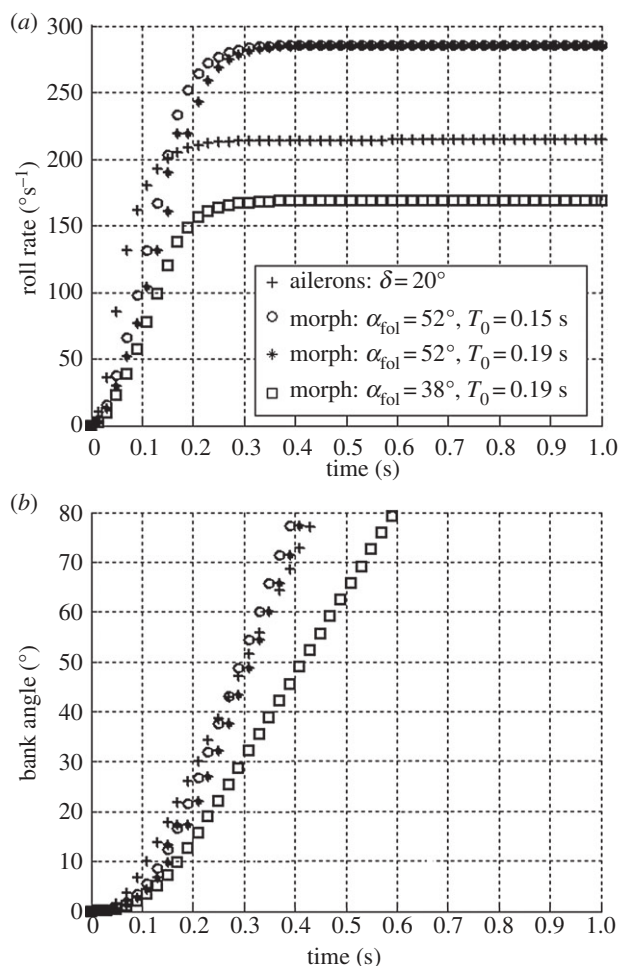 (a)
300
250
200
150
100
50
0
roll rate (°s⁻¹)
+ ailerons: δ = 20°
○ morph: α_fol = 52°, T₀ = 0.15 s
* morph: α_fol = 52°, T₀ = 0.19 s
□ morph: α_fol = 38°, T₀ = 0.19 s
0 0.1 0.2 0.3 0.4 0.5 0.6 0.7 0.8 0.9 1.0
time (s)
(b)
80
70
60
50
40
30
20
10
0
bank angle (°)
0 0.1 0.2 0.3 0.4 0.5 0.6 0.7 0.8 0.9 1.0
time (s)